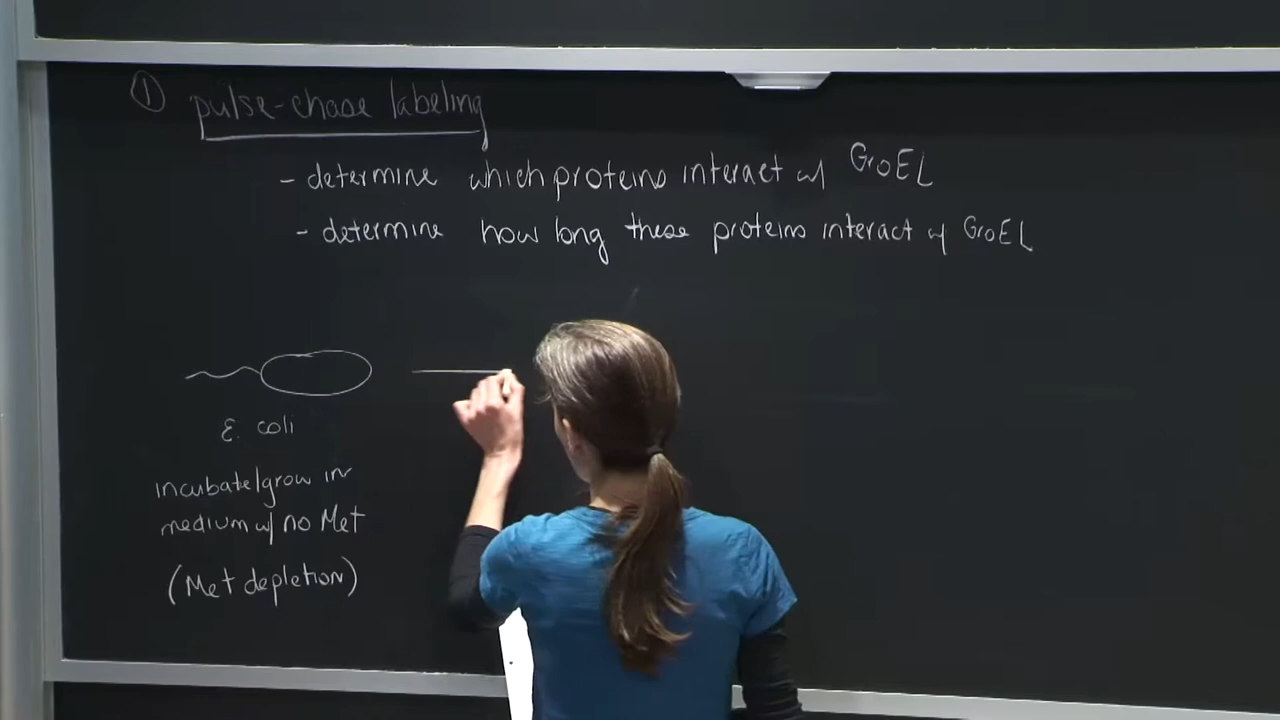 ① pulse-chase labeling
- determine which proteins interact w/ GroEL
- determine how long these proteins interact w/ GroEL
E. coli
incubate/grow in
medium w/ no Met
(Met depletion)